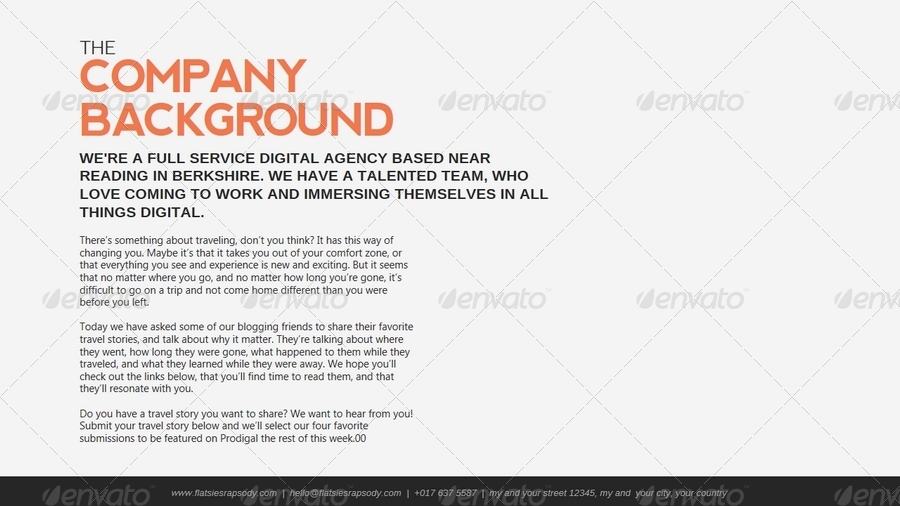 THE
COMPANY
BACKGROUND
WE'RE A FULL SERVICE DIGITAL AGENCY BASED NEAR
READING IN BERKSHIRE. WE HAVE A TALENTED TEAM, WHO
LOVE COMING TO WORK AND IMMERSING THEMSELVES IN ALL
THINGS DIGITAL.
There's something about traveling, don't you think? It has this way of
changing you. Maybe it's that it takes you out of your comfort zone, or
that everything you see and experience is new and exciting. But it seems
that no matter where you go, and no matter how long you're gone, it's
difficult to go on a trip and not come home different than you were
before you left.
Today we have asked some of our blogging friends to share their favorite
travel stories, and talk about why it matter. They're talking about where
they went, how long they were gone, what happened to them while they
traveled, and what they learned while they were away. We hope you'll
check out the links below, that you'll find time to read them, and that
they'll resonate with you.
Do you have a travel story you want to share? We want to hear from you!
Submit your travel story below and we'll select our four favorite
submissions to be featured on Prodigal the rest of this week.00
www.flatsiesrapsody.com | hello@flatsiesrapsody.com | +017 637 5587 | my and your street 12345, my and your city, your country
envato envato envato envato envato
envato envato envato envato envato
envato envato envato envato envato